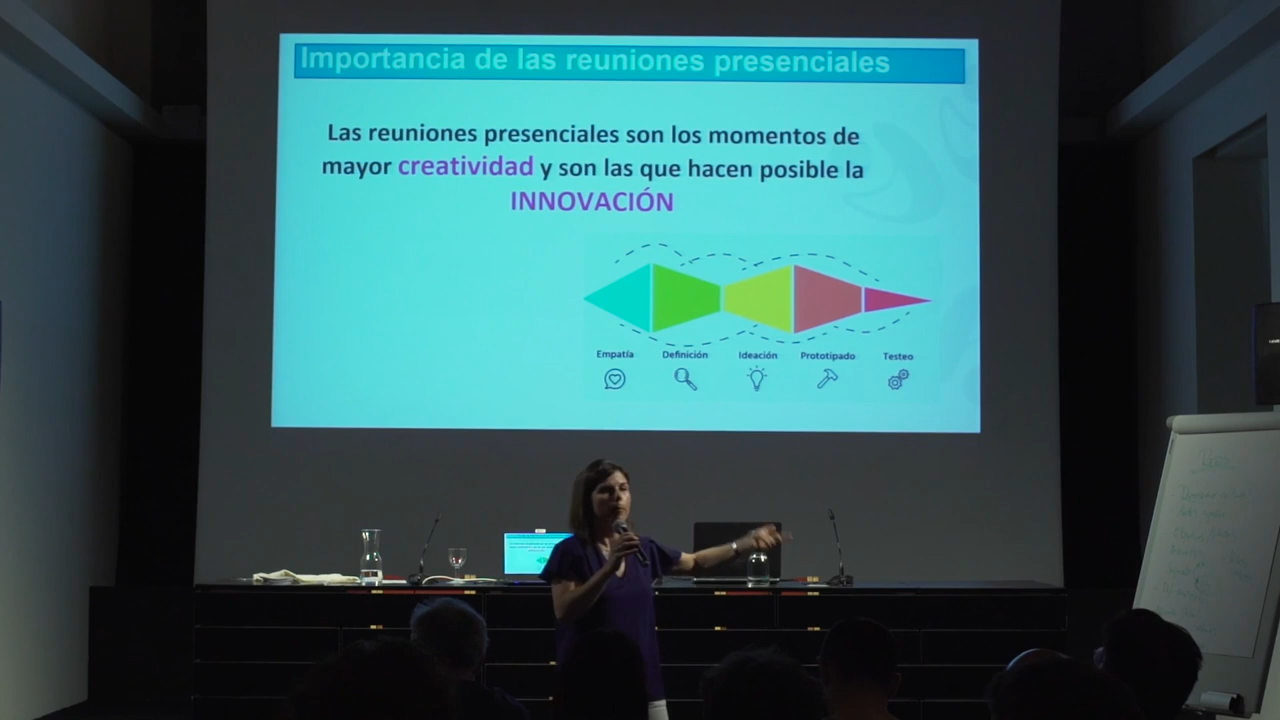 Importancia de las reuniones presenciales
Las reuniones presenciales son los momentos de
mayor creatividad y son las que hacen posible la
INNOVACIÓN
Empatía Definición Ideación Prototipado Testeo